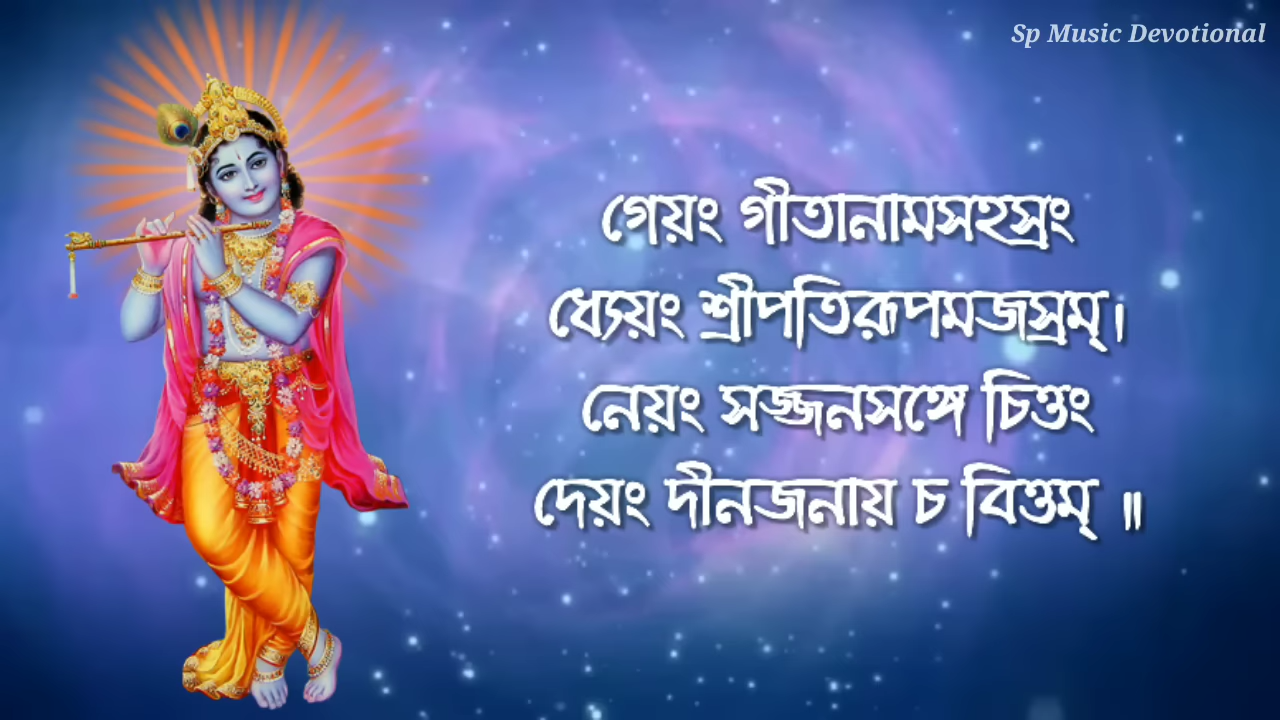 Sp Music Devotional
গেয়ং গীতানামসহস্রং
ধ্যেয়ং শ্রীপতিরূপমজস্রম্।
নেয়ং সজ্জনসঙ্গে চিত্তং
দেয়ং দীনজনায় চ বিত্তম্ ॥